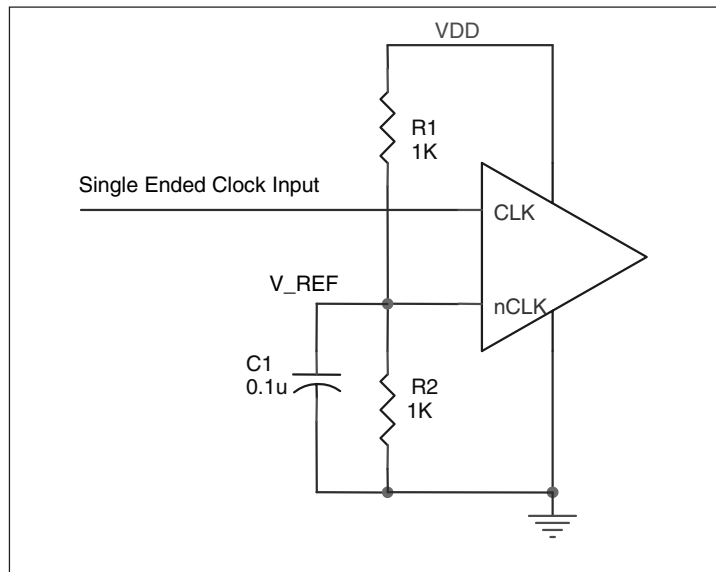 VDD
R1
1K
Single Ended Clock Input
CLK
V_REF
nCLK
C1
0.1u
R2
1K